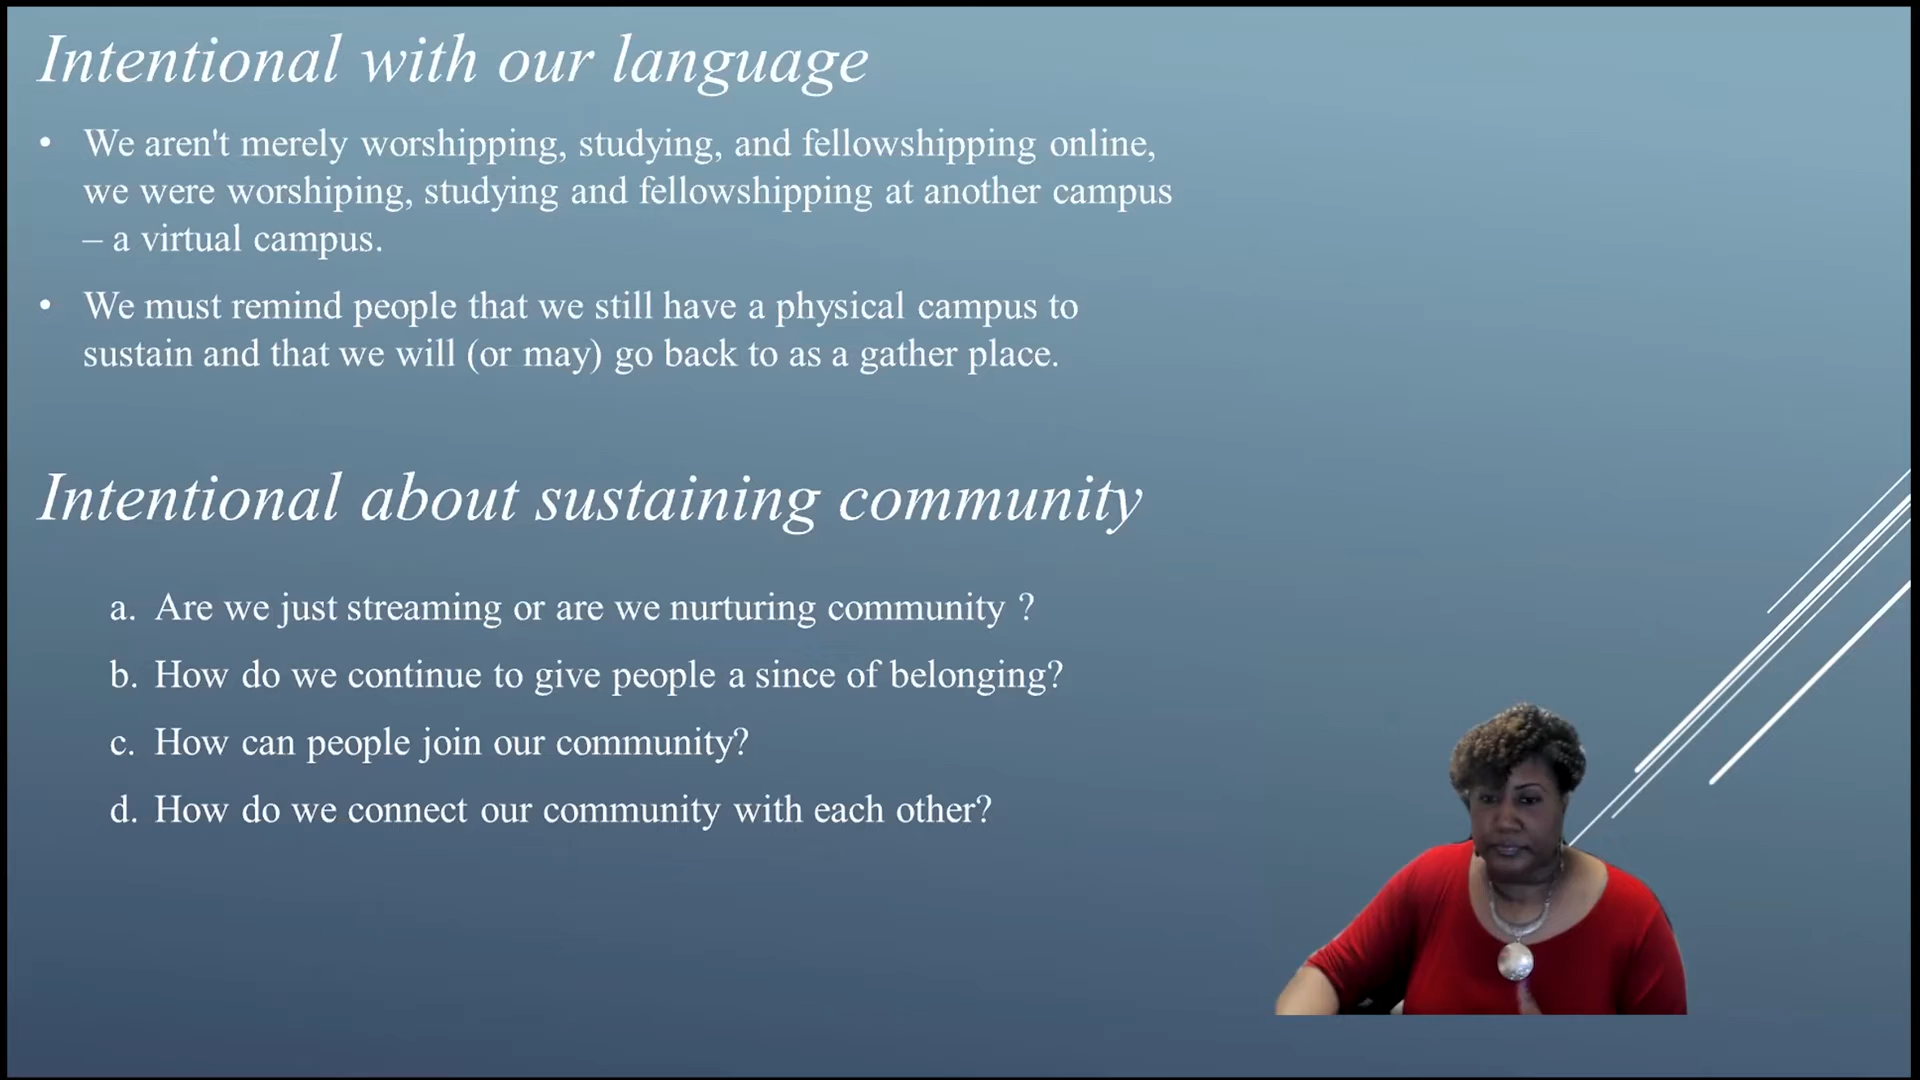 Intentional with our language
• We aren't merely worshipping, studying, and fellowshipping online,
we were worshiping, studying and fellowshipping at another campus
– a virtual campus.
• We must remind people that we still have a physical campus to
sustain and that we will (or may) go back to as a gather place.
Intentional about sustaining community
a. Are we just streaming or are we nurturing community ?
b. How do we continue to give people a since of belonging?
c. How can people join our community?
d. How do we connect our community with each other?